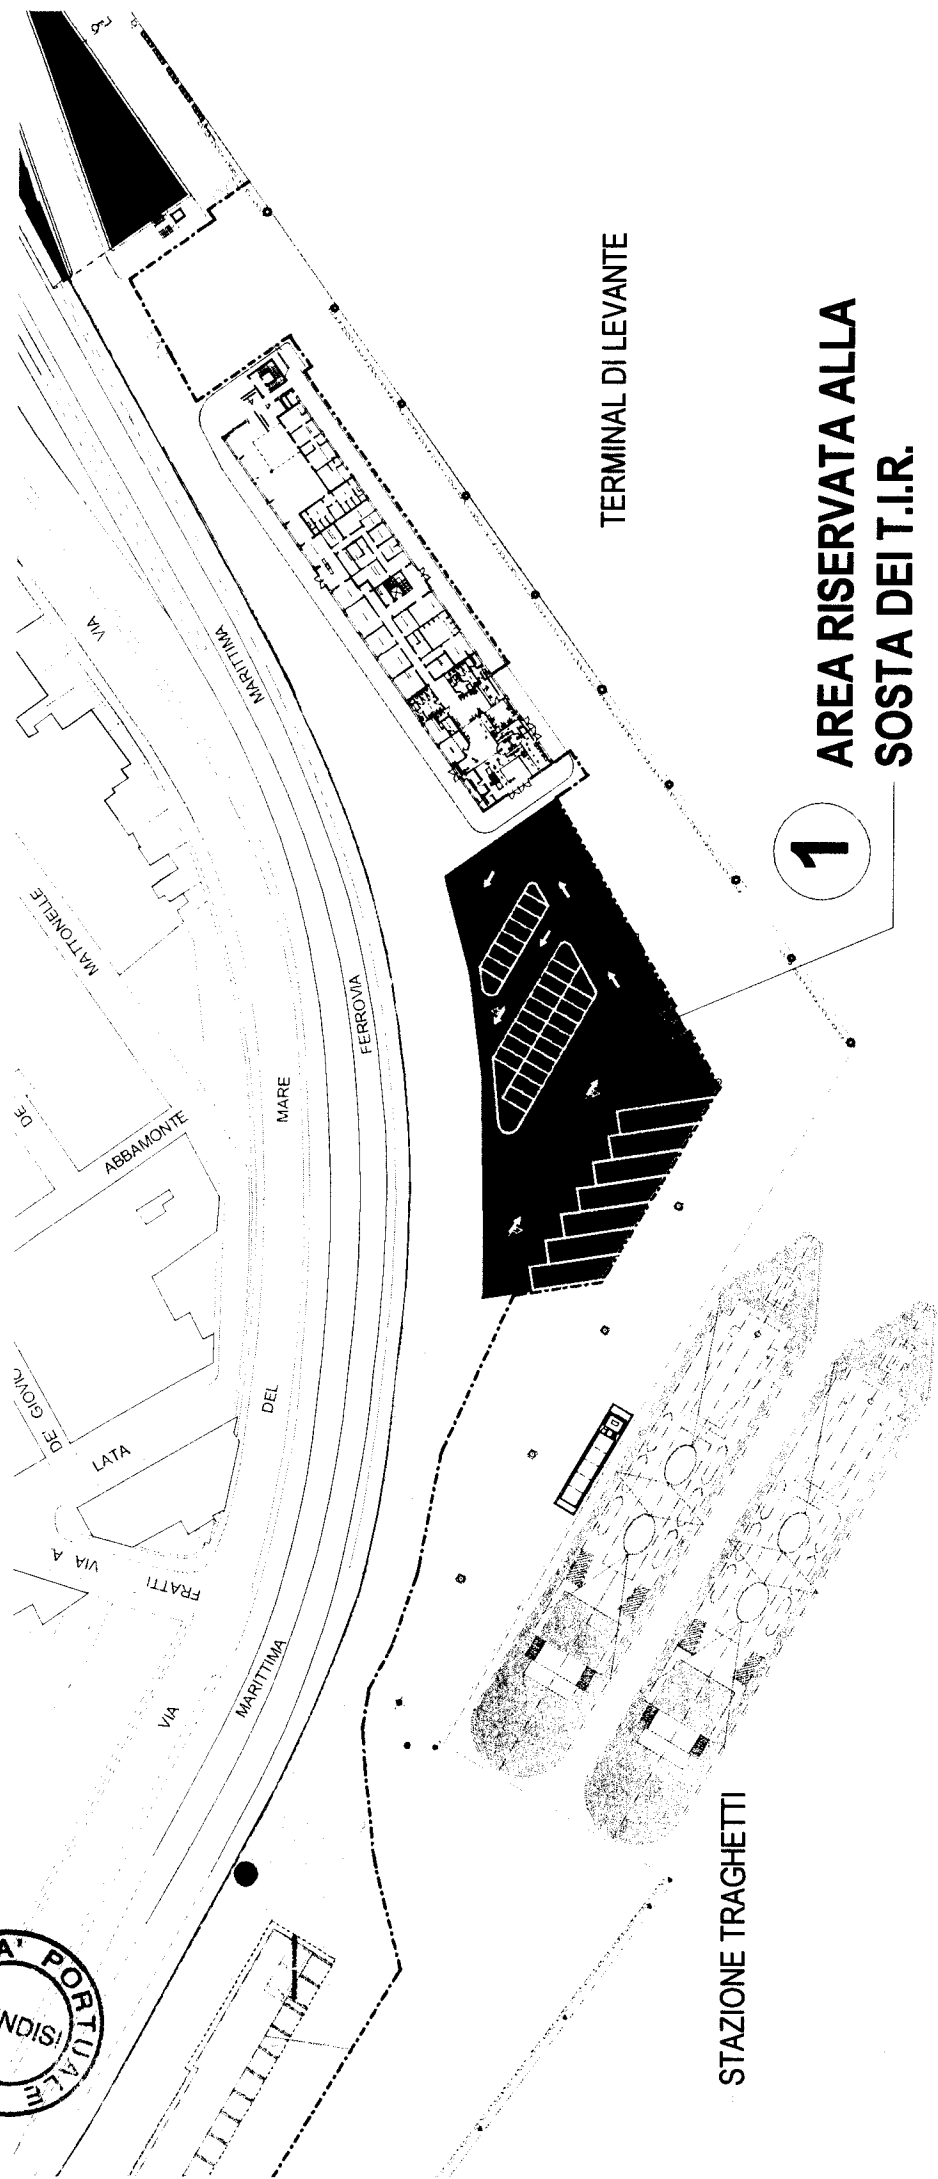 VIA
MARITTIMA
MATTONELLE
DE
ABBAMONTE
MARE
FERROVIA
DE
LATA
DEL
VIA A.
FRATTI
VIA
MARITTIMA
PORTUALE
TERMINAL DI LEVANTE
1
AREA RISERVATA ALLA
SOSTA DEI T.I.R.
STAZIONE TRAGHETTI